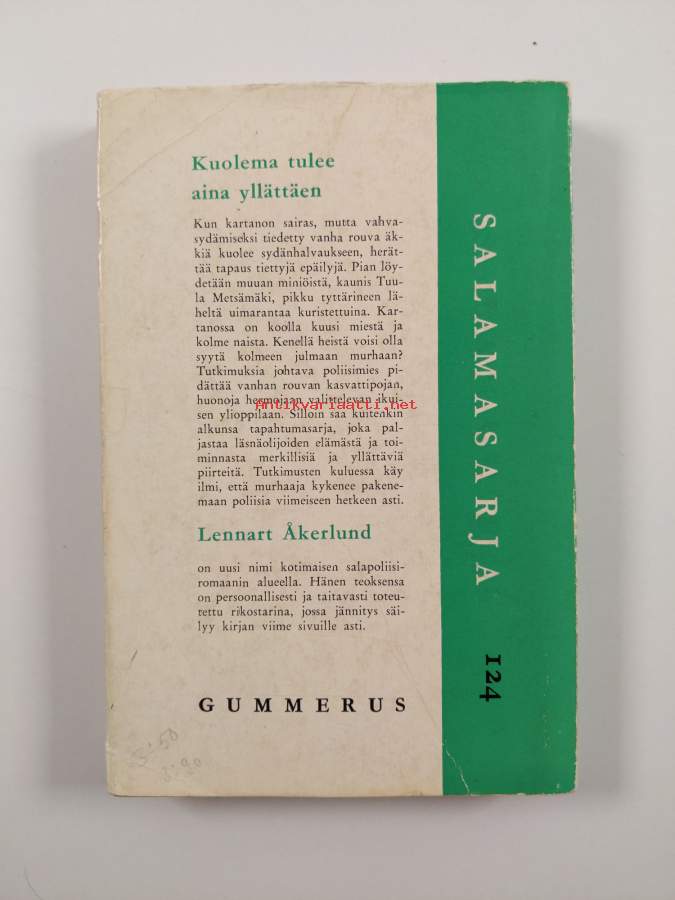 Kuolema tulee
aina yllättäen
Kun kartanon sairas, mutta vahva-
sydämiseksi tiedetty vanha rouva äk-
kiä kuolee sydänhalvaukseen, herät-
tää tapaus tiettyjä epäilyjä. Pian löy-
detään muuan miniöistä, kaunis Tuu-
la Metsämäki, pikku tyttärineen lä-
heltä uimarantaa kuristettuina. Kar-
tanossa on koolla kuusi miestä ja
kolme naista. Kenellä heistä voisi olla
syytä kolmeen julmaan murhaan?
Tutkimuksia johtava poliisimies pi-
dättää vanhan rouvan kasvattipojan,
huonoja hermojaan valittelevan ikui-
sen ylioppilaan. Silloin saa kuitenkin
alkunsa tapahtumasarja, joka pal-
jastaa läsnäolijoiden elämästä ja toi-
minnasta merkillisiä ja yllättäviä
piirteitä. Tutkimusten kuluessa käy
ilmi, että murhaaja kykenee pakene-
maan poliisia viimeiseen hetkeen asti.
Lennart Åkerlund
on uusi nimi kotimaisen salapoliisi-
romaanin alueella. Hänen teoksensa
on persoonallisesti ja taitavasti toteu-
tettu rikostarina, jossa jännitys säi-
lyy kirjan viime sivuille asti.
GUMMERUS
SALAMASARJA 124
Antikvariaatti.net